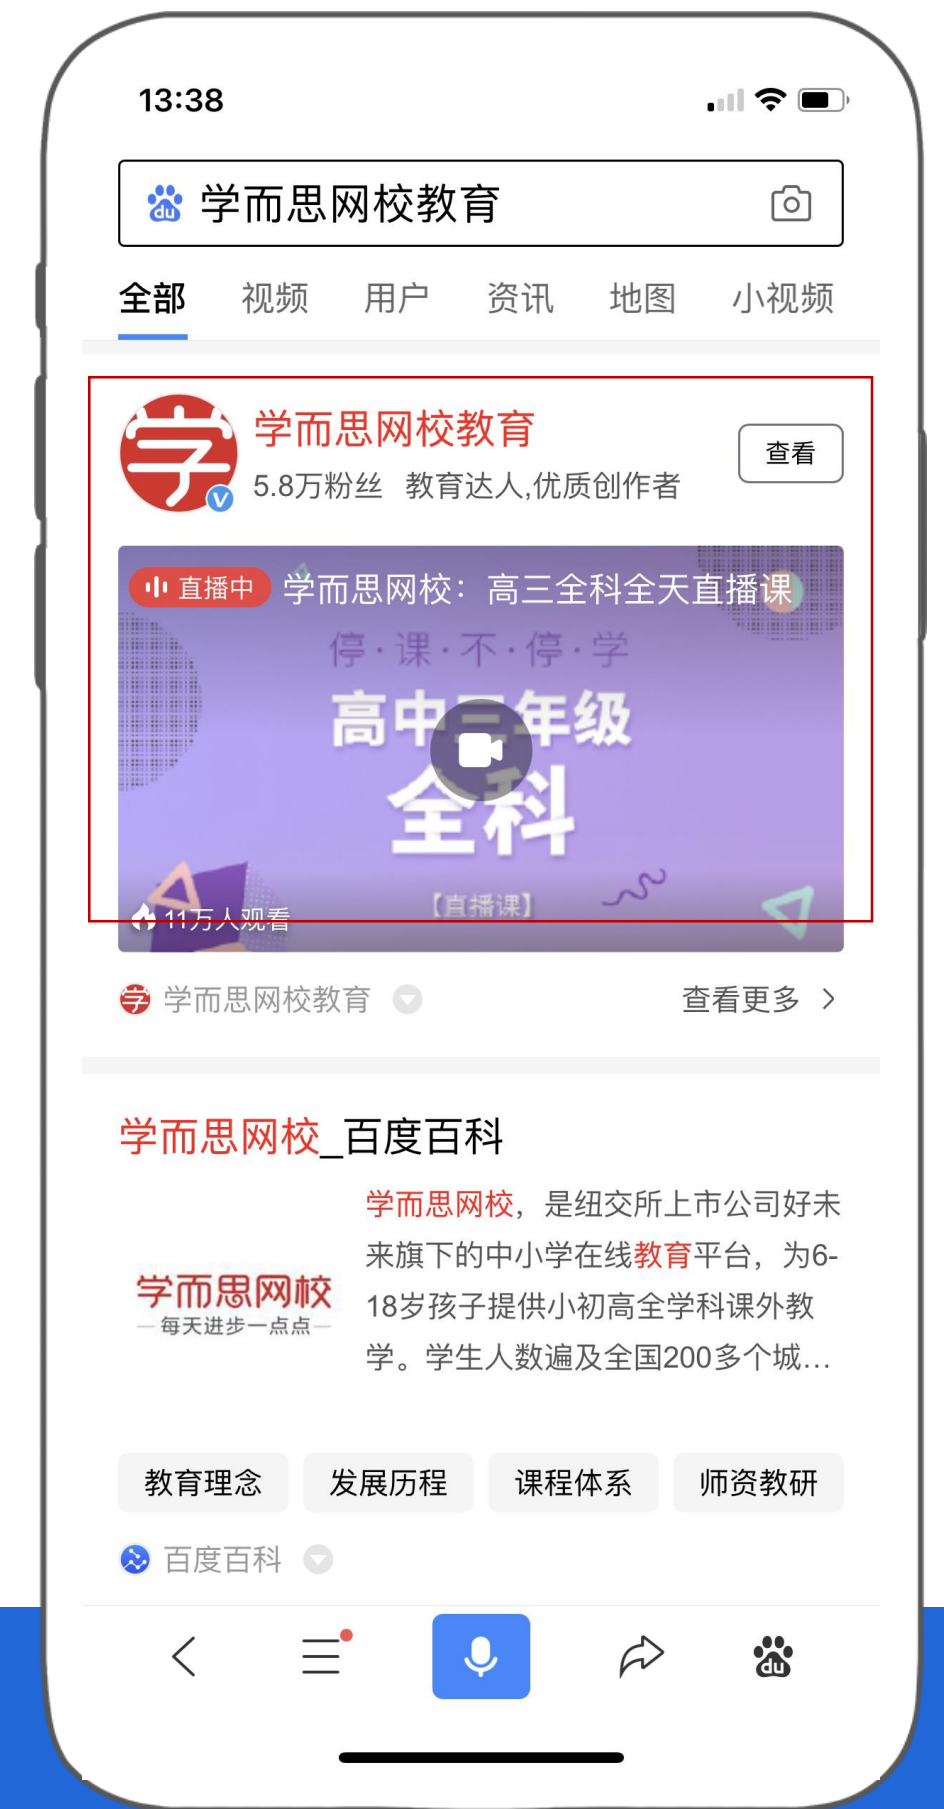 13:38
du 学而思网校教育
全部 视频 用户 资讯 地图 小视频
学 学而思网校教育
查看
V 5.8万粉丝 教育达人,优质创作者
直播中 学而思网校：高三全科全天直播课
停·课·不·停·学
高中三年级
全科
【直播课】
11万人观看
学 学而思网校教育 查看更多
学而思网校_百度百科
学而思网校，是纽交所上市公司好未
来旗下的中小学在线教育平台，为6-
18岁孩子提供小初高全学科课外教
学。学生人数遍及全国200多个城...
学而思网校
每天进步一点点
教育理念 发展历程 课程体系 师资教研
百度百科
du